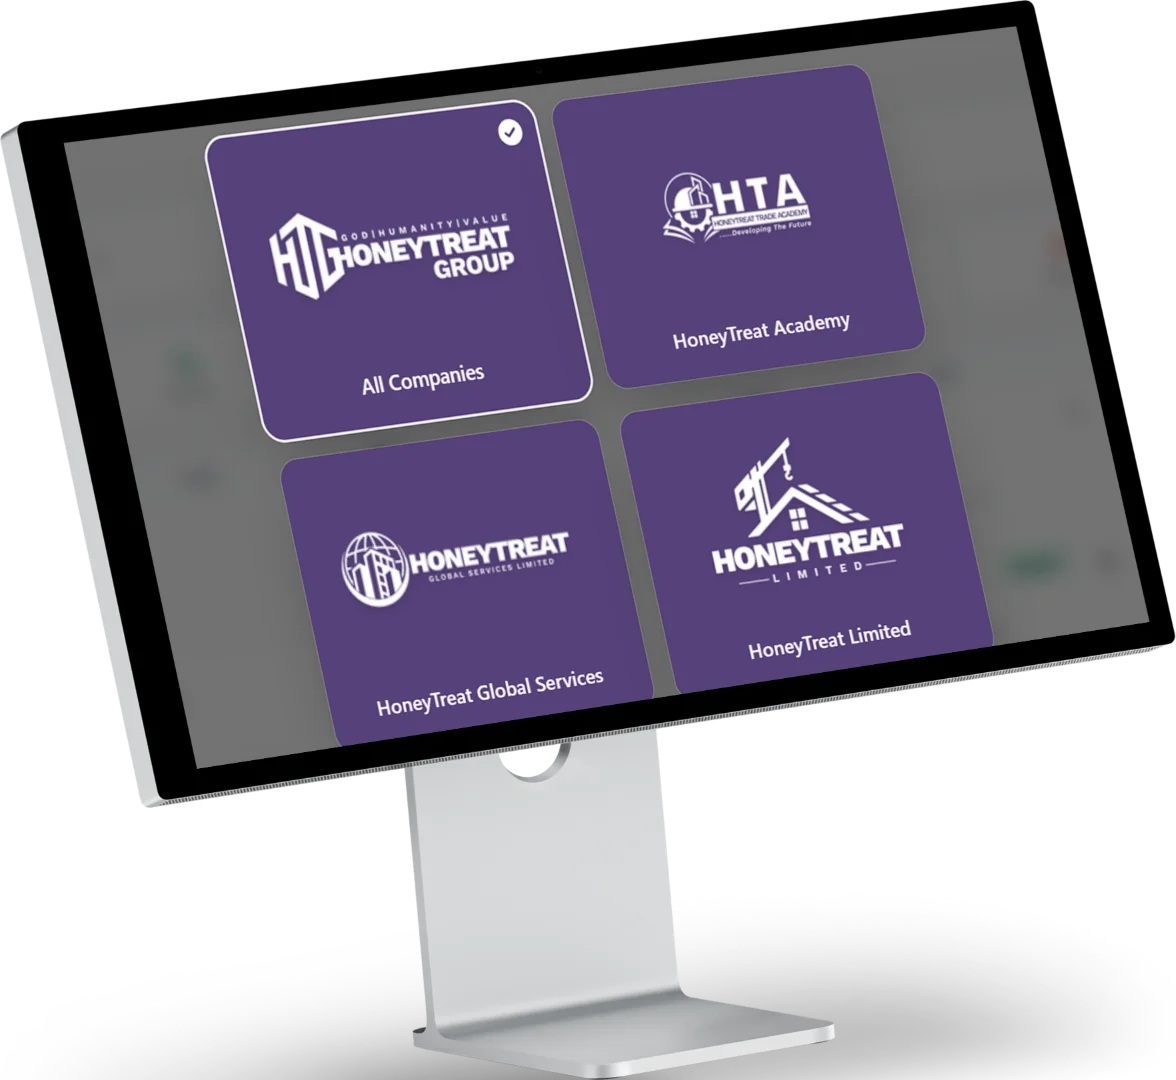 GOD|HUMANITY|VALUE
HONEYTREAT
GROUP
All Companies
HTA
HONEYTREAT TRADE ACADEMY
.....Developing The Future
HoneyTreat Academy
HONEYTREAT
GLOBAL SERVICES LIMITED
HoneyTreat Global Services
HONEYTREAT
LIMITED
HoneyTreat Limited